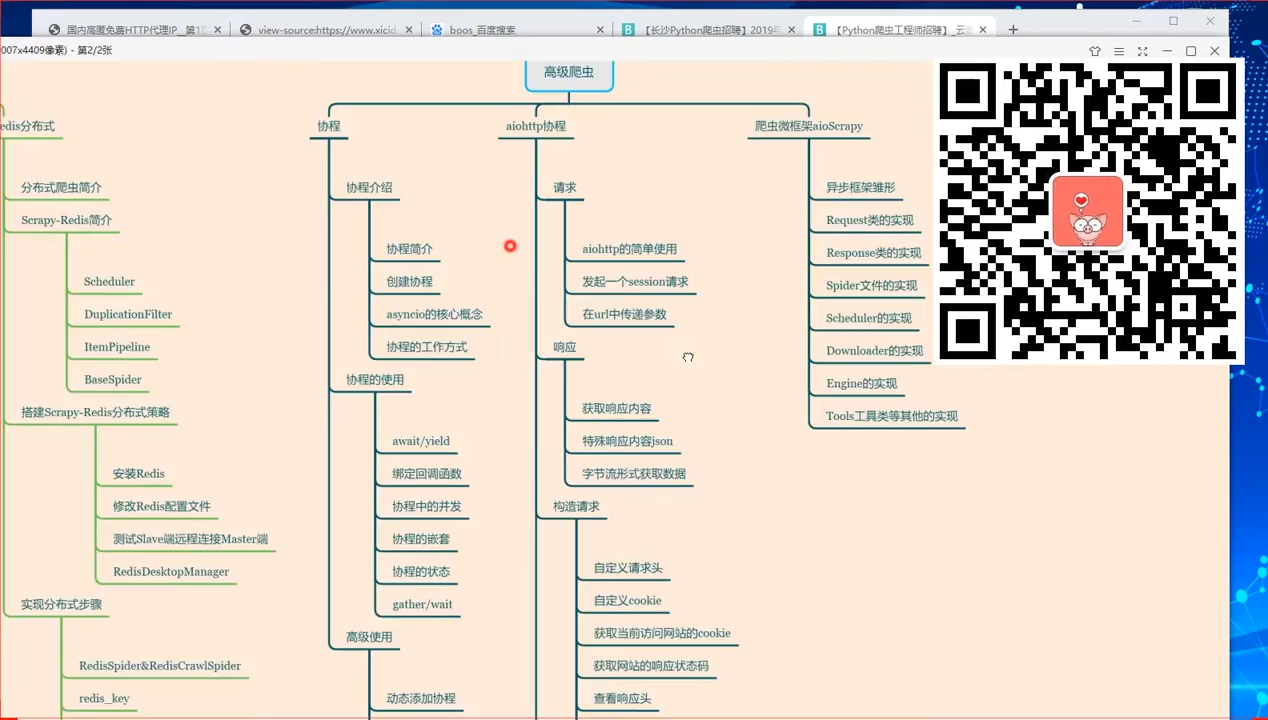 国内高匿免费HTTP代理IP__第1
view-source:https://www.xicid
boos_百度搜索
【长沙Python爬虫招聘】2019年
【Python爬虫工程师招聘】_云
007x4409像素) - 第2/2张
高级爬虫
edis分布式
分布式爬虫简介
Scrapy-Redis简介
Scheduler
DuplicationFilter
ItemPipeline
BaseSpider
搭建Scrapy-Redis分布式策略
安装Redis
修改Redis配置文件
测试Slave端远程连接Master端
RedisDesktopManager
实现分布式步骤
RedisSpider&RedisCrawlSpider
redis_key
协程
协程介绍
协程简介
创建协程
asyncio的核心概念
协程的工作方式
协程的使用
await/yield
绑定回调函数
协程中的并发
协程的嵌套
协程的状态
gather/wait
高级使用
动态添加协程
aiohttp协程
请求
aiohttp的简单使用
发起一个session请求
在url中传递参数
响应
获取响应内容
特殊响应内容json
字节流形式获取数据
构造请求
自定义请求头
自定义cookie
获取当前访问网站的cookie
获取网站的响应状态码
查看响应头
爬虫微框架aioScrapy
异步框架雏形
Request类的实现
Response类的实现
Spider文件的实现
Scheduler的实现
Downloader的实现
Engine的实现
Tools工具类等其他的实现